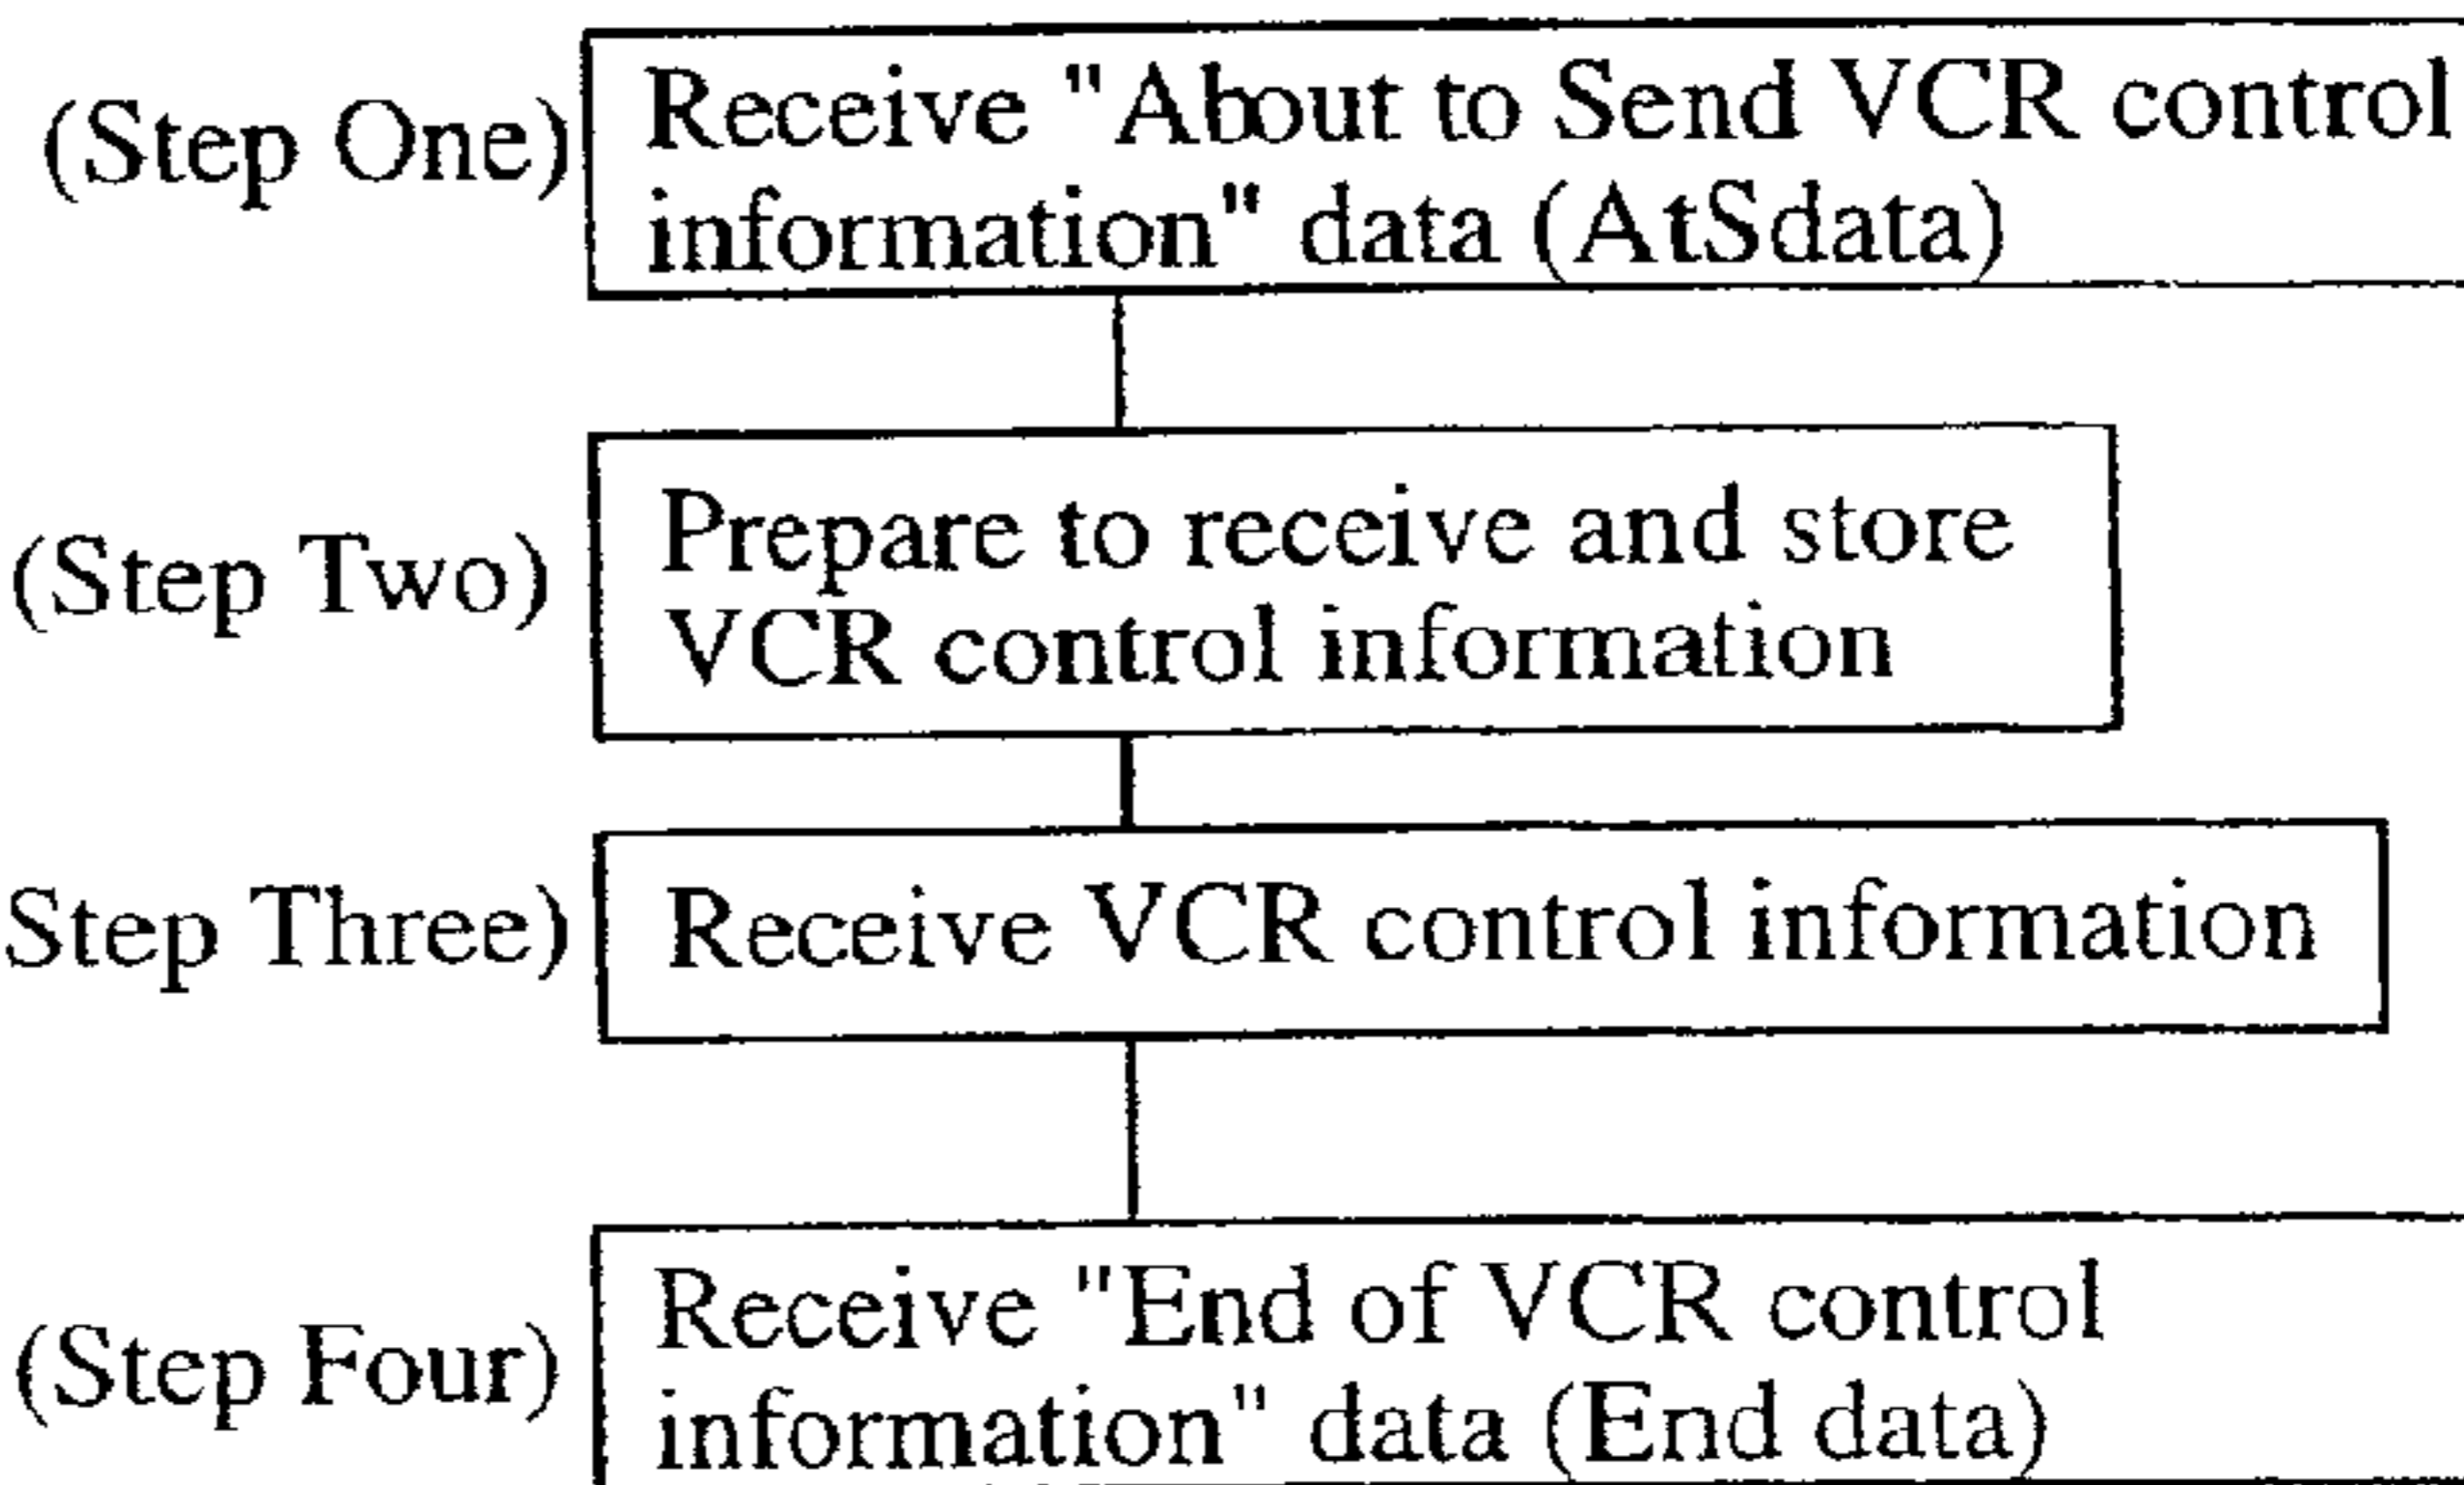 (Step One) Receive "About to Send VCR control
information" data (AtSdata)
(Step Two) Prepare to receive and store
VCR control information
Step Three) Receive VCR control information
(Step Four) Receive "End of VCR control
information" data (End data)